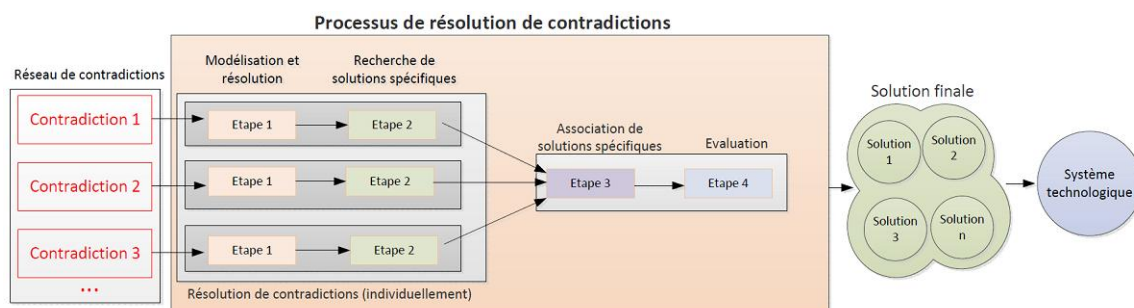 Processus de résolution de contradictions
Réseau de contradictions
Contradiction 1
Contradiction 2
Contradiction 3
...
Modélisation et
résolution
Recherche de
solutions spécifiques
Etape 1
Etape 2
Etape 1
Etape 2
Etape 1
Etape 2
Résolution de contradictions (individuellement)
Association de
solutions spécifiques
Evaluation
Etape 3
Etape 4
Solution finale
Solution
1
Solution
2
Solution
3
Solution
n
Système
technologique